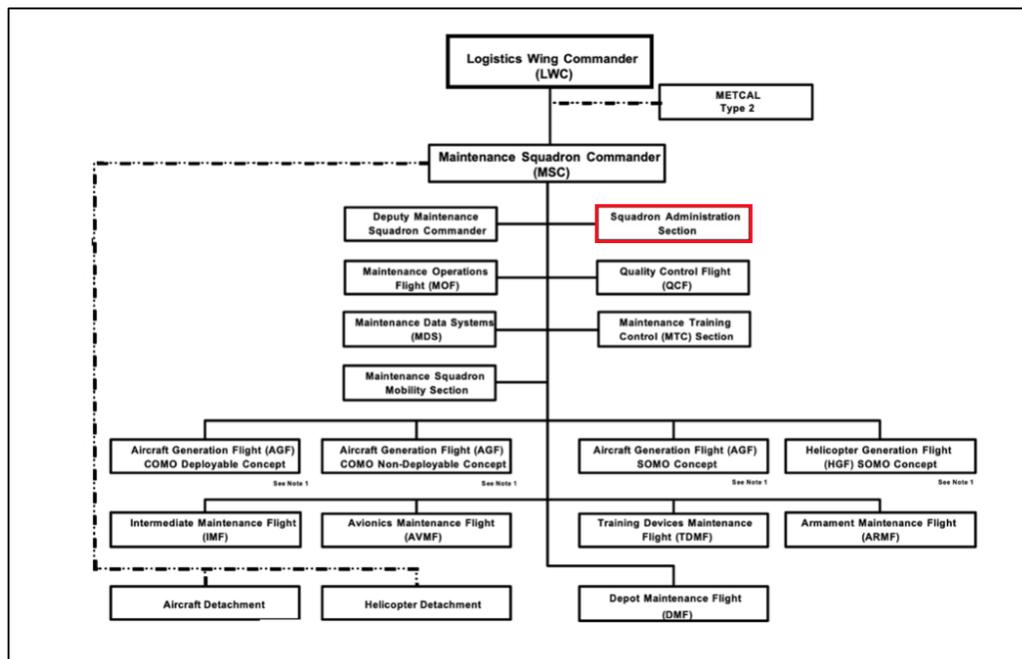 Logistics Wing Commander
(LWC)
METCAL
Type 2
Maintenance Squadron Commander
(MSC)
Deputy Maintenance
Squadron Commander
Squadron Administration
Section
Maintenance Operations
Flight (MOF)
Quality Control Flight
(QCF)
Maintenance Data Systems
(MDS)
Maintenance Training
Control (MTC) Section
Maintenance Squadron
Mobility Section
Aircraft Generation Flight (AGF)
COMO Deployable Concept
See Note 1
Aircraft Generation Flight (AGF)
COMO Non-Deployable Concept
See Note 1
Aircraft Generation Flight (AGF)
SOMO Concept
See Note 1
Helicopter Generation Flight
(HGF) SOMO Concept
See Note 1
Intermediate Maintenance Flight
(IMF)
Avionics Maintenance Flight
(AVMF)
Training Devices Maintenance
Flight (TDMF)
Armament Maintenance Flight
(ARMF)
Aircraft Detachment
Helicopter Detachment
Depot Maintenance Flight
(DMF)